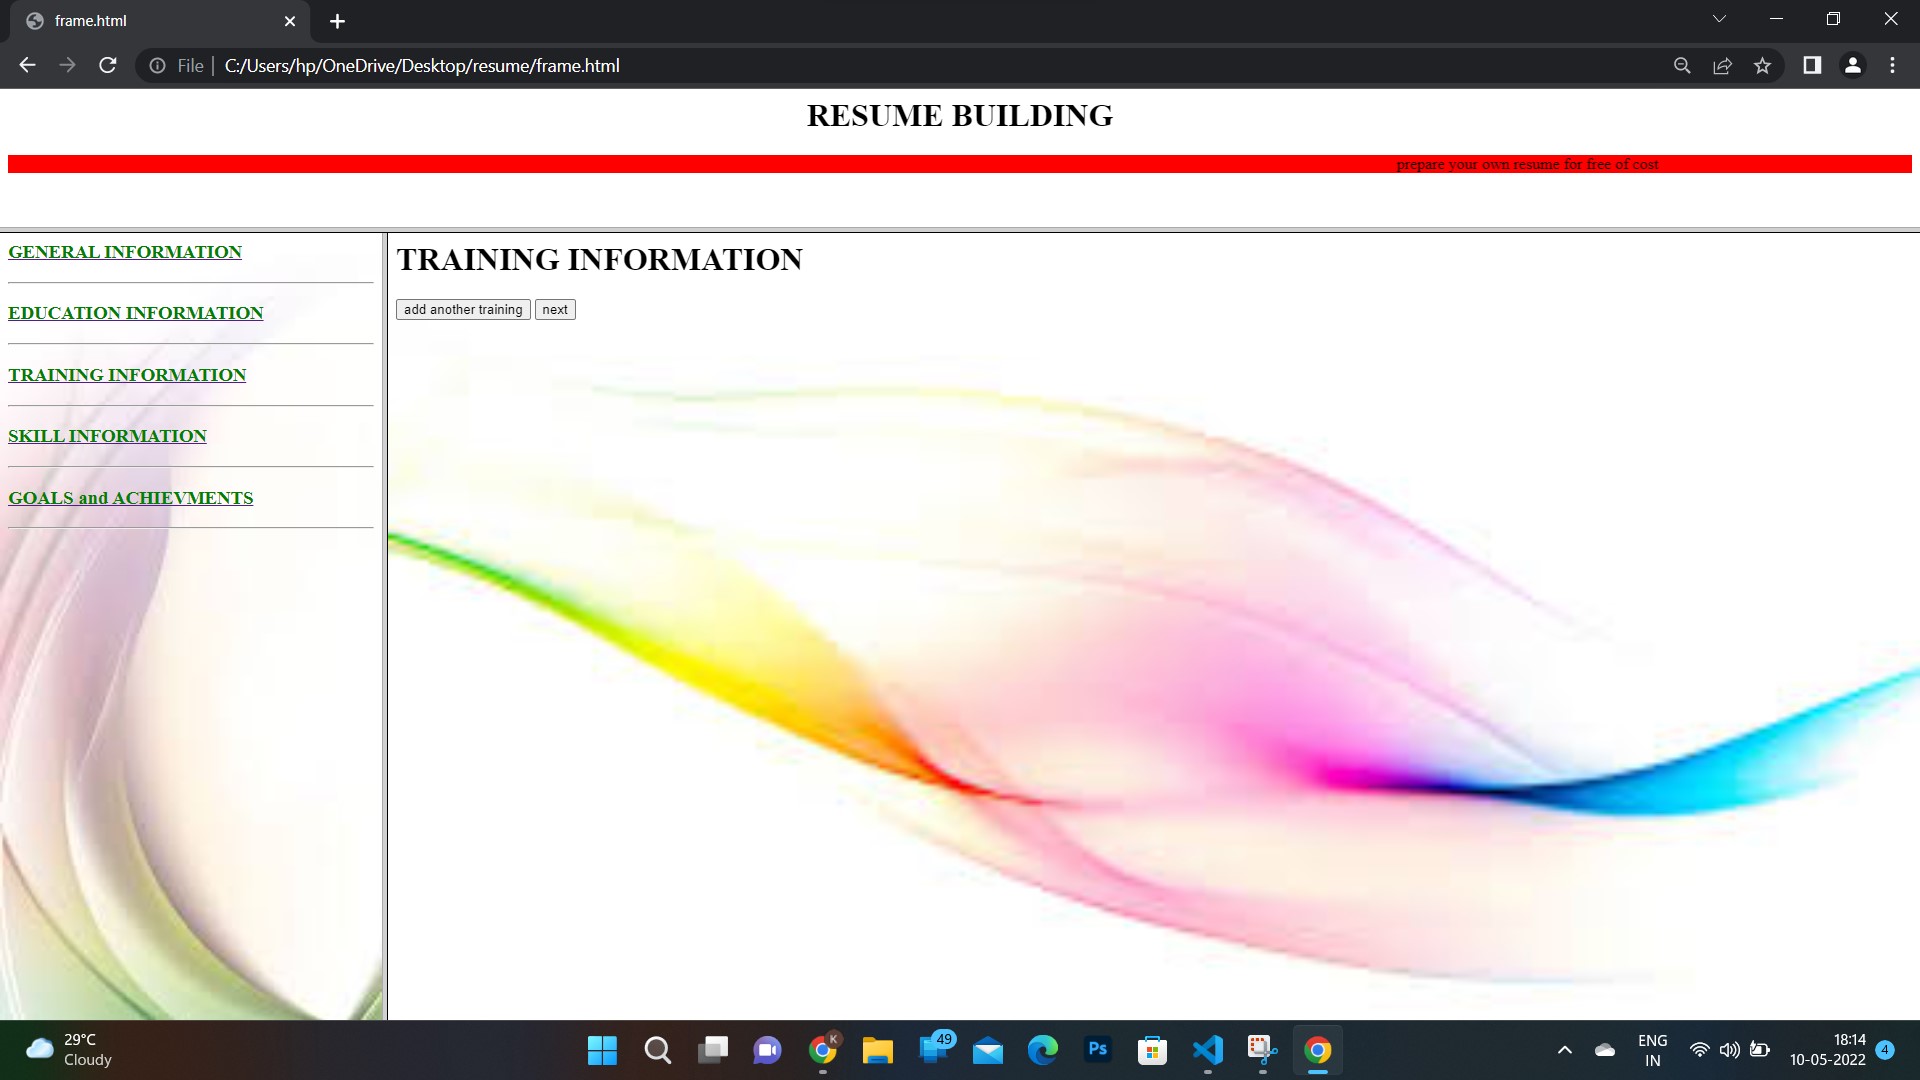 frame.html
File
C:/Users/hp/OneDrive/Desktop/resume/frame.html
RESUME BUILDING
prepare your own resume for free of cost
GENERAL INFORMATION
EDUCATION INFORMATION
TRAINING INFORMATION
SKILL INFORMATION
GOALS and ACHIEVMENTS
TRAINING INFORMATION
add another training next
29°C
Cloudy
K
49
Ps
ENG
IN
18:14
10-05-2022
4